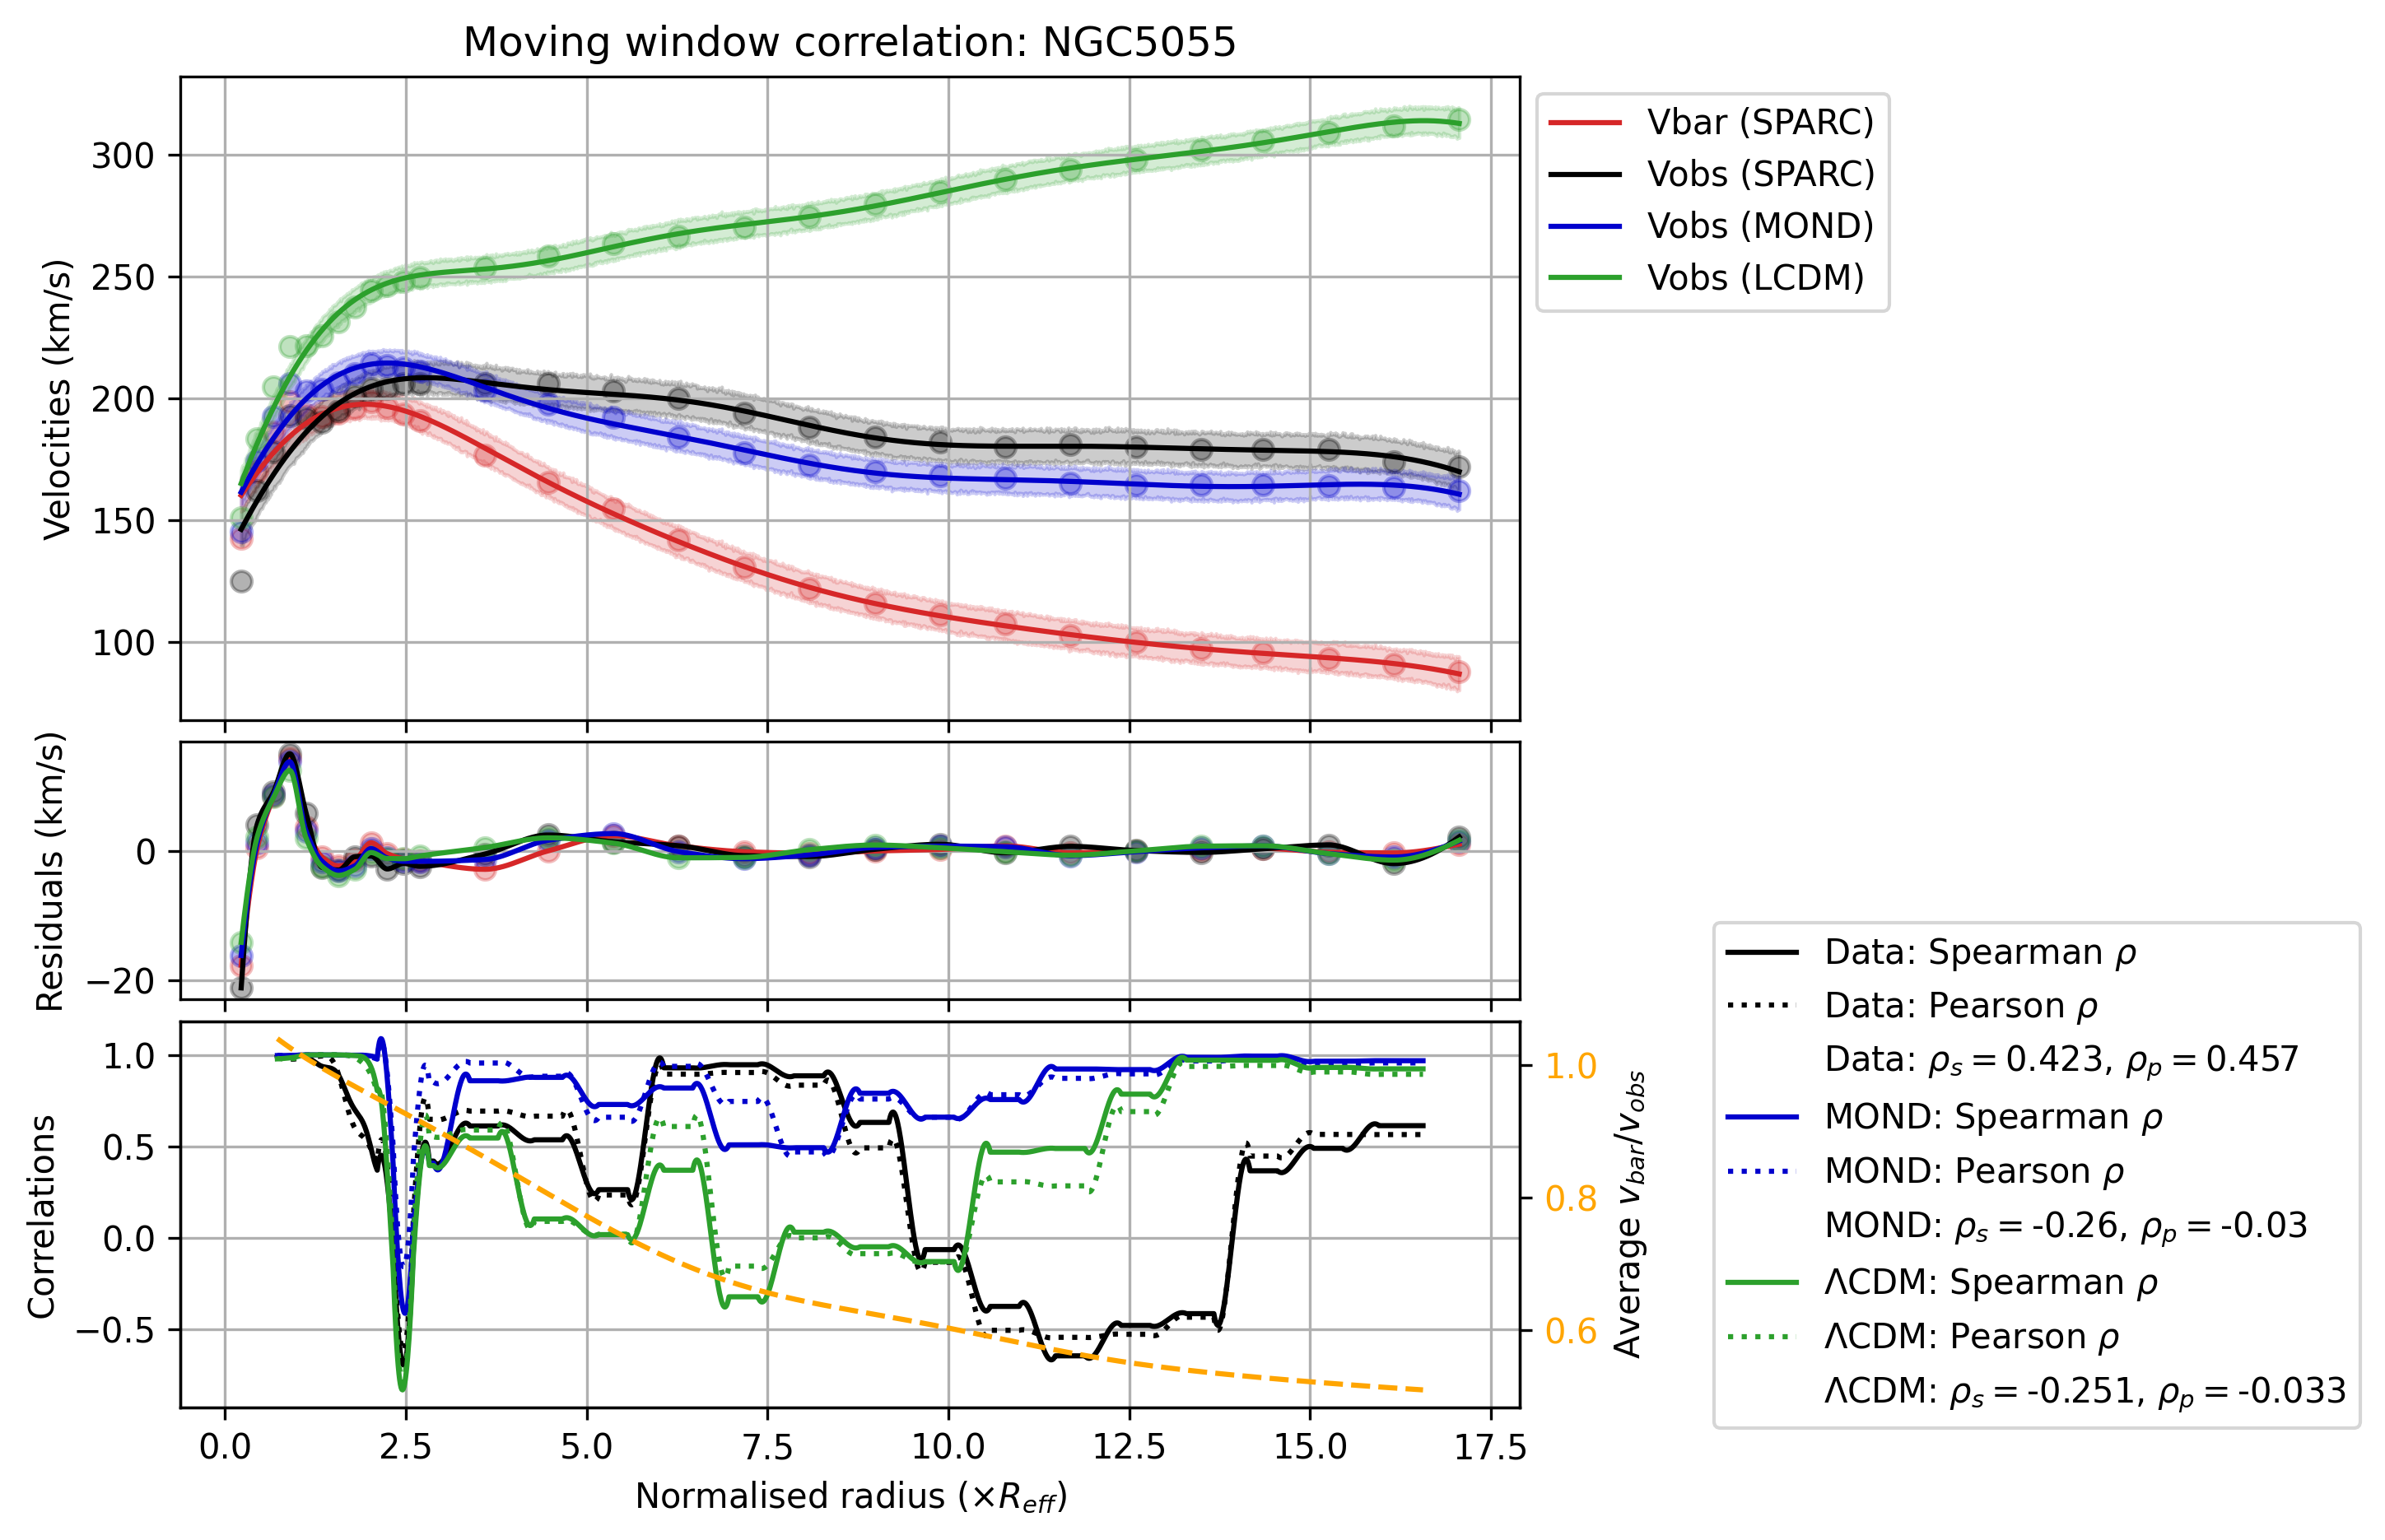 Moving window correlation: NGC5055
300
250
200
150
100
Velocities (km/s)
Vbar (SPARC)
Vobs (SPARC)
Vobs (MOND)
Vobs (LCDM)
0
−20
Residuals (km/s)
1.0
0.5
0.0
−0.5
Correlations
1.0
0.8
0.6
Average v_bar/v_obs
0.0 2.5 5.0 7.5 10.0 12.5 15.0 17.5
Normalised radius (×R_eff)
Data: Spearman ρ
Data: Pearson ρ
Data: ρ_s = 0.423, ρ_p = 0.457
MOND: Spearman ρ
MOND: Pearson ρ
MOND: ρ_s = -0.26, ρ_p = -0.03
ΛCDM: Spearman ρ
ΛCDM: Pearson ρ
ΛCDM: ρ_s = -0.251, ρ_p = -0.033